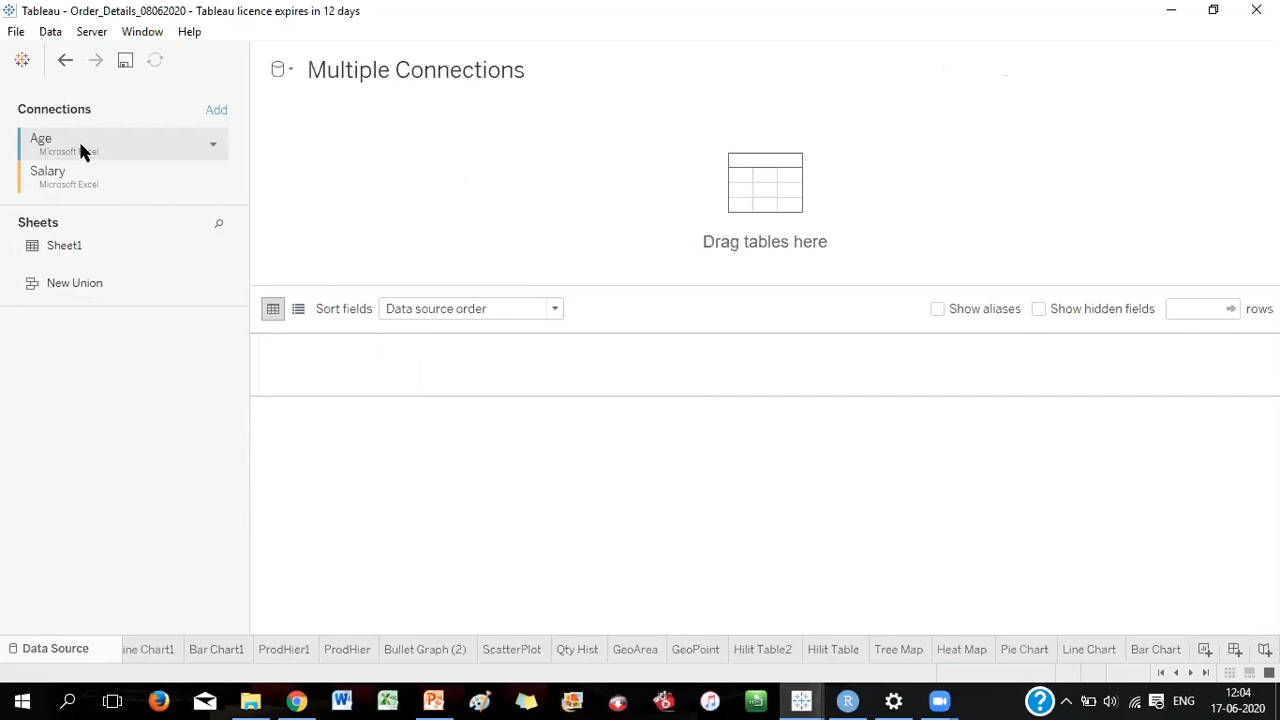 Tableau - Order_Details_08062020 - Tableau licence expires in 12 days
File Data Server Window Help
Multiple Connections
Connections Add
Age
Microsoft Excel
Salary
Microsoft Excel
Sheets
Sheet1
New Union
Drag tables here
Sort fields Data source order Show aliases Show hidden fields rows
Data Source ine Chart1 Bar Chart1 ProdHier1 ProdHier Bullet Graph (2) ScatterPlot Qty Hist GeoArea GeoPoint Hilit Table2 Hilit Table Tree Map Heat Map Pie Chart Line Chart Bar Chart
ENG
12:04
17-06-2020